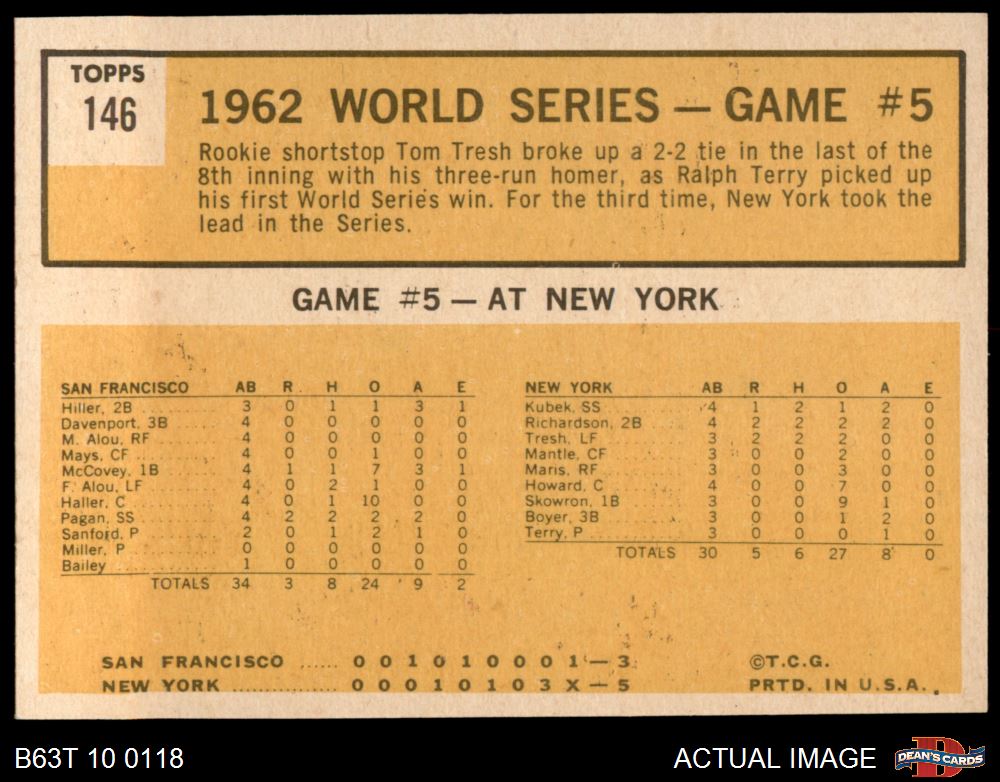 TOPPS
146
1962 WORLD SERIES — GAME #5
Rookie shortstop Tom Tresh broke up a 2-2 tie in the last of the
8th inning with his three-run homer, as Ralph Terry picked up
his first World Series win. For the third time, New York took the
lead in the Series.
GAME #5 — AT NEW YORK
SAN FRANCISCO AB R H O A E
Hiller, 2B 3 0 1 1 3 1
Davenport, 3B 4 0 0 0 0 0
M. Alou, RF 4 0 0 0 0 0
Mays, CF 4 0 0 1 0 0
McCovey, 1B 4 1 1 7 3 1
F. Alou, LF 4 0 2 1 0 0
Haller, C 4 0 1 10 0 0
Pagan, SS 4 2 2 2 2 0
Sanford, P 2 0 1 2 1 0
Miller, P 0 0 0 0 0 0
Bailey 1 0 0 0 0 0
TOTALS 34 3 8 24 9 2
NEW YORK AB R H O A E
Kubek, SS 4 1 2 1 2 0
Richardson, 2B 4 2 2 2 2 0
Tresh, LF 3 2 2 2 0 0
Mantle, CF 3 0 0 2 0 0
Maris, RF 3 0 0 3 0 0
Howard, C 4 0 0 7 0 0
Skowron, 1B 3 0 0 9 1 0
Boyer, 3B 3 0 0 1 2 0
Terry, P 3 0 0 0 1 0
TOTALS 30 5 6 27 8 0
SAN FRANCISCO ...... 0 0 1 0 1 0 0 0 1 — 3
NEW YORK ................ 0 0 0 1 0 1 0 3 X — 5
©T.C.G.
PRTD. IN U.S.A.
B63T 10 0118
ACTUAL IMAGE
D
DEAN'S CARDS